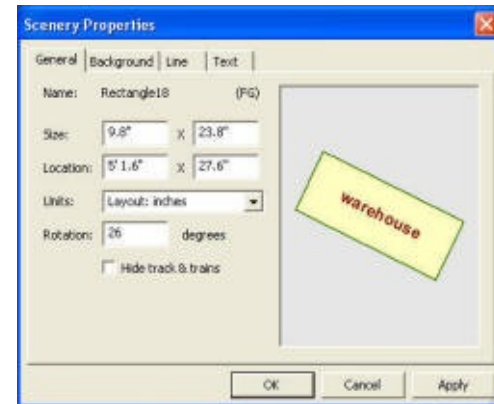 Scenery Properties
General Background Line Text
Name: Rectangle18 (FG)
Size: 9.8" X 23.8"
Location: 5' 1.6" X 27.6"
Units: Layout: inches
Rotation: 26 degrees
Hide track & trains
warehouse
OK Cancel Apply